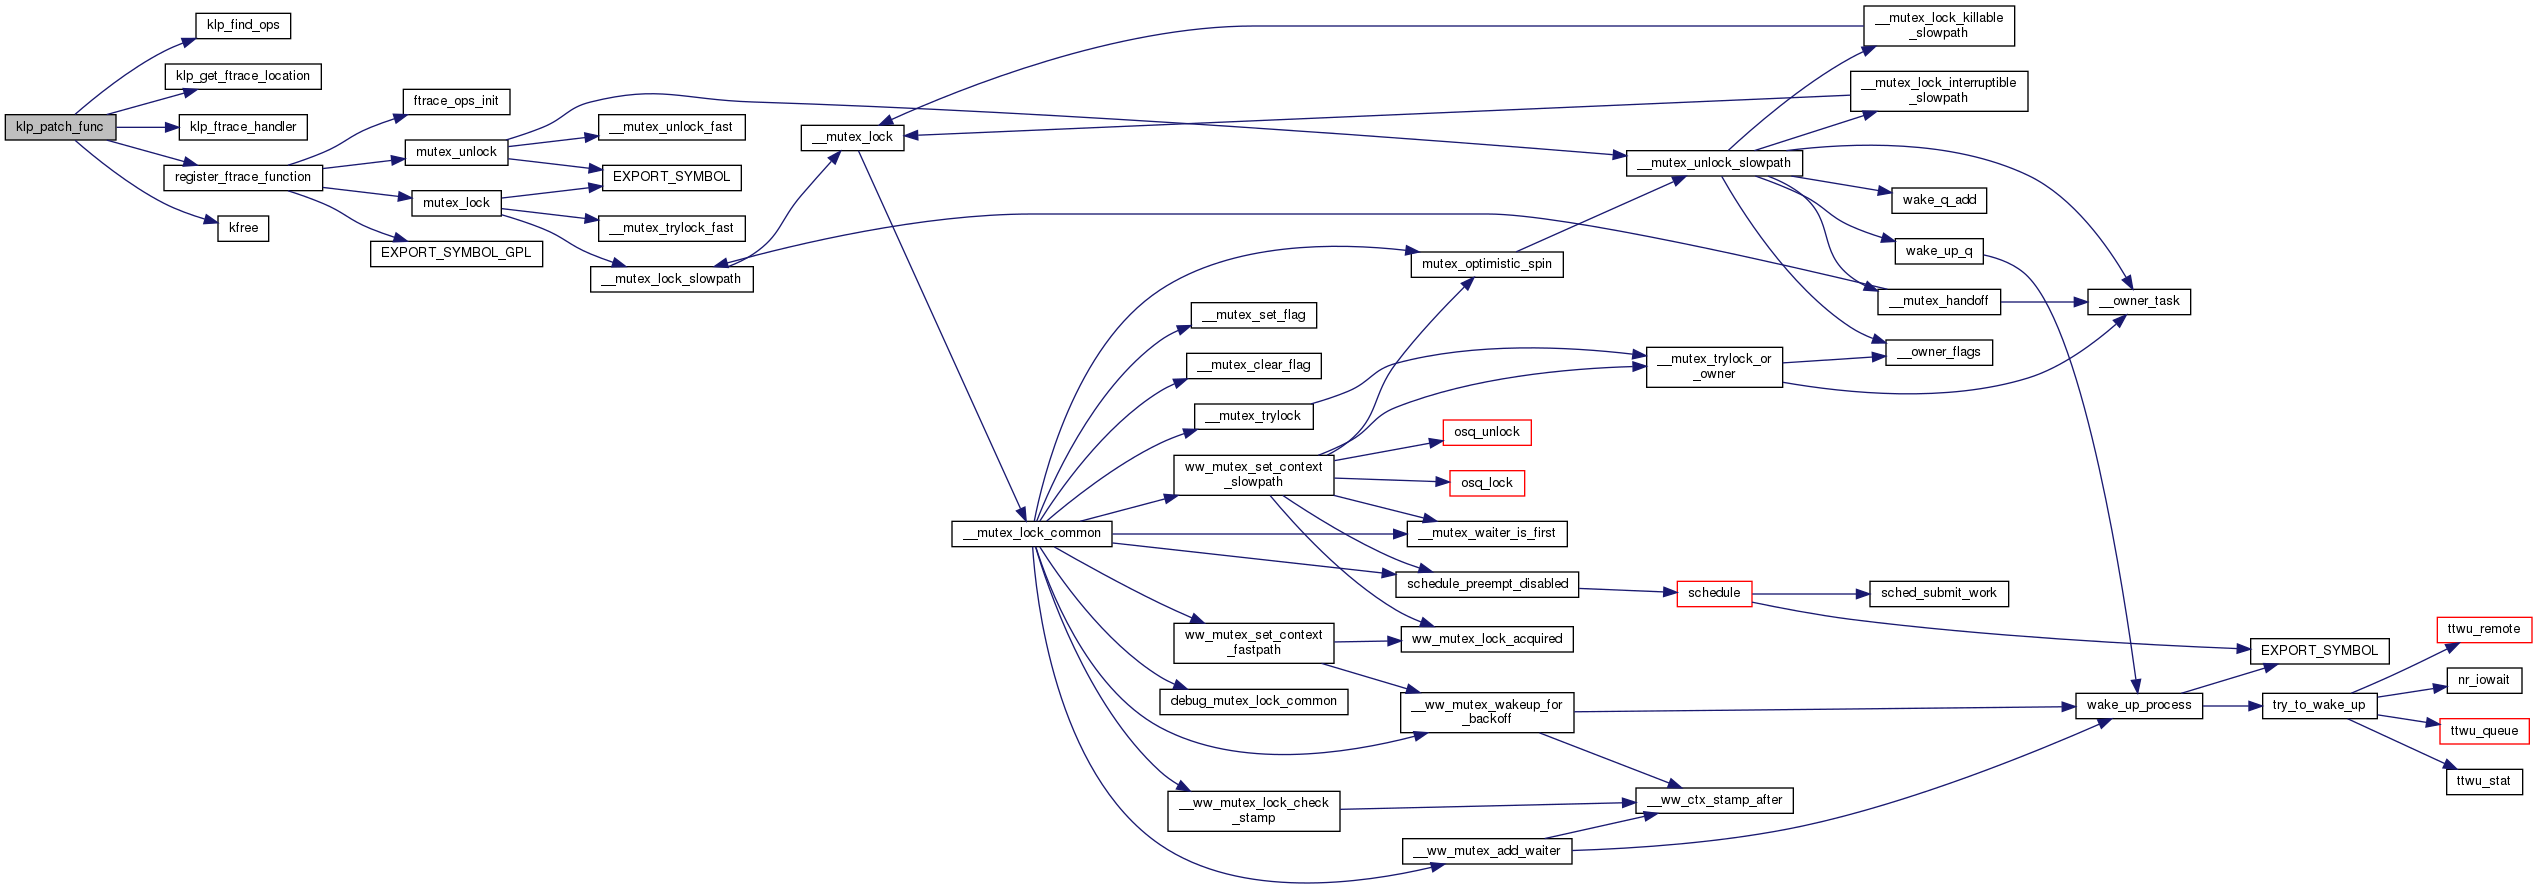 klp_find_ops
klp_get_ftrace_location
klp_patch_func
klp_ftrace_handler
register_ftrace_function
kfree
ftrace_ops_init
mutex_unlock
mutex_lock
EXPORT_SYMBOL_GPL
__mutex_unlock_fast
EXPORT_SYMBOL
__mutex_trylock_fast
__mutex_lock_slowpath
__mutex_lock
__mutex_lock_common
__mutex_set_flag
__mutex_clear_flag
__mutex_trylock
ww_mutex_set_context
_slowpath
ww_mutex_set_context
_fastpath
debug_mutex_lock_common
__ww_mutex_lock_check
_stamp
mutex_optimistic_spin
osq_unlock
osq_lock
__mutex_waiter_is_first
schedule_preempt_disabled
ww_mutex_lock_acquired
__ww_mutex_wakeup_for
_backoff
__ww_mutex_add_waiter
__mutex_unlock_slowpath
__mutex_trylock_or
_owner
schedule
__ww_ctx_stamp_after
__mutex_lock_killable
_slowpath
__mutex_lock_interruptible
_slowpath
wake_q_add
wake_up_q
__mutex_handoff
__owner_flags
sched_submit_work
__owner_task
EXPORT_SYMBOL
wake_up_process
try_to_wake_up
ttwu_remote
nr_iowait
ttwu_queue
ttwu_stat